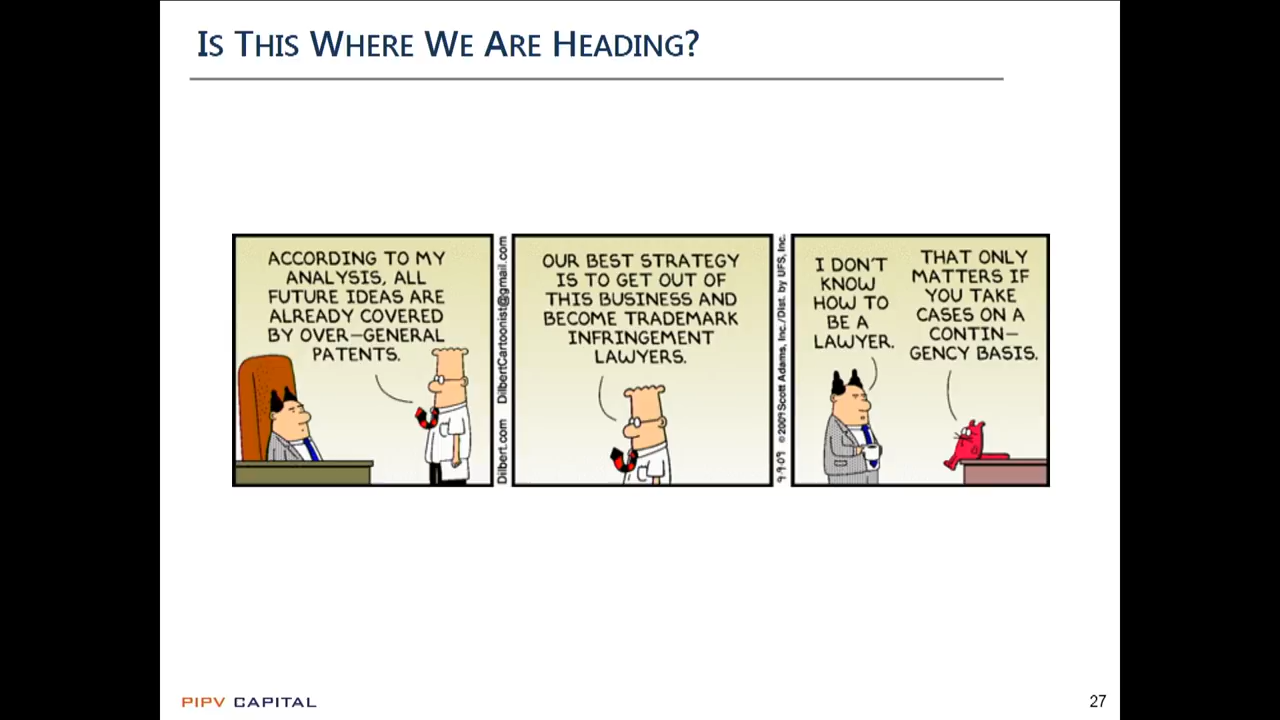 IS THIS WHERE WE ARE HEADING?
ACCORDING TO MY
ANALYSIS, ALL
FUTURE IDEAS ARE
ALREADY COVERED
BY OVER-GENERAL
PATENTS.
Dilbert.com DilbertCartoonist@gmail.com
OUR BEST STRATEGY
IS TO GET OUT OF
THIS BUSINESS AND
BECOME TRADEMARK
INFRINGEMENT
LAWYERS.
9-9-09 ©2009 Scott Adams, Inc./Dist. by UFS, Inc.
I DON'T
KNOW
HOW TO
BE A
LAWYER.
THAT ONLY
MATTERS IF
YOU TAKE
CASES ON A
CONTIN-
GENCY BASIS.
PIPV CAPITAL
27